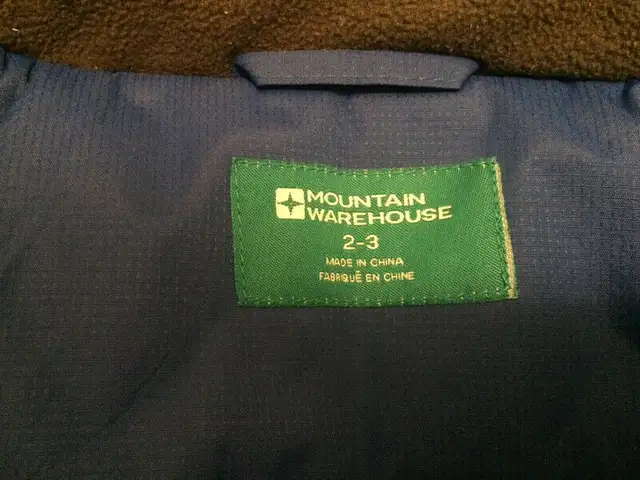 MOUNTAIN
WAREHOUSE
2-3
MADE IN CHINA
FABRIQUÉ EN CHINE